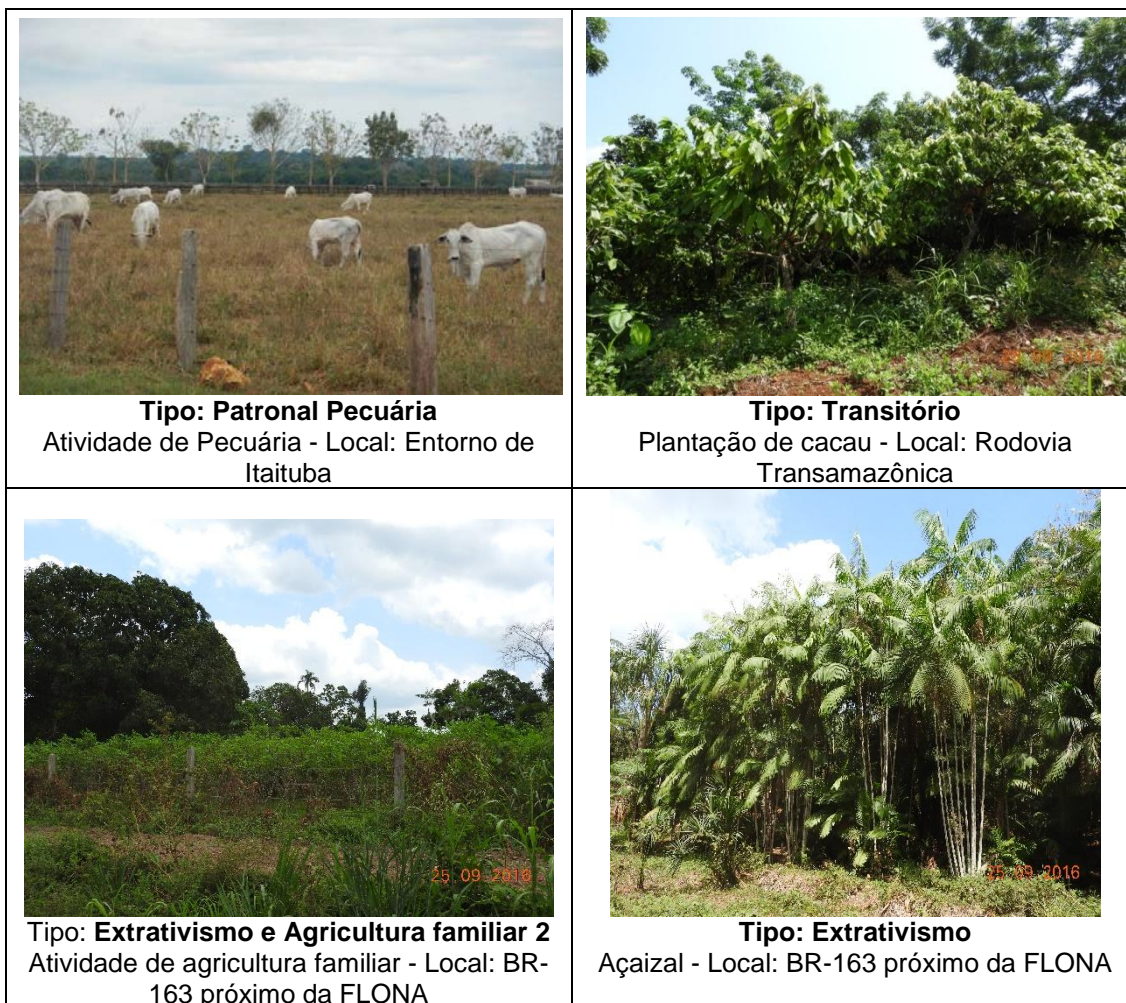 Tipo: Patronal Pecuária
Atividade de Pecuária - Local: Entorno de
Itaituba
Tipo: Transitório
Plantação de cacau - Local: Rodovia
Transamazônica
25 09 2016
Tipo: Extrativismo e Agricultura familiar 2
Atividade de agricultura familiar - Local: BR-
163 próximo da FLONA
25 09 2016
Tipo: Extrativismo
Açaizal - Local: BR-163 próximo da FLONA